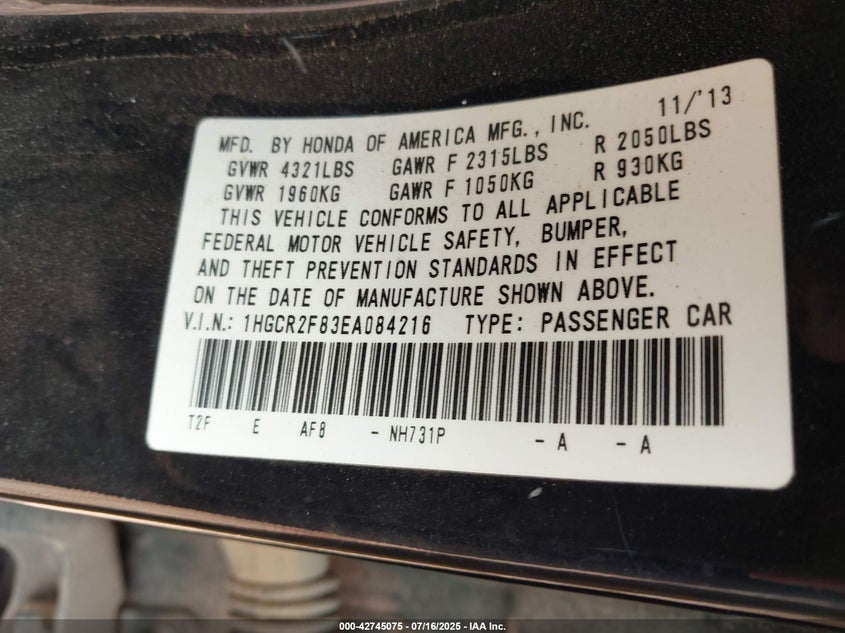 11/'13
MFD. BY HONDA OF AMERICA MFG., INC.
GVWR 4321LBS GAWR F 2315LBS R 2050LBS
GVWR 1960KG GAWR F 1050KG R 930KG
THIS VEHICLE CONFORMS TO ALL APPLICABLE
FEDERAL MOTOR VEHICLE SAFETY, BUMPER,
AND THEFT PREVENTION STANDARDS IN EFFECT
ON THE DATE OF MANUFACTURE SHOWN ABOVE.
V.I.N.: 1HGCR2F83EA084216 TYPE: PASSENGER CAR
T2F E AF8 - NH731P - A - A
000-42745075 - 07/16/2025 - IAA Inc.